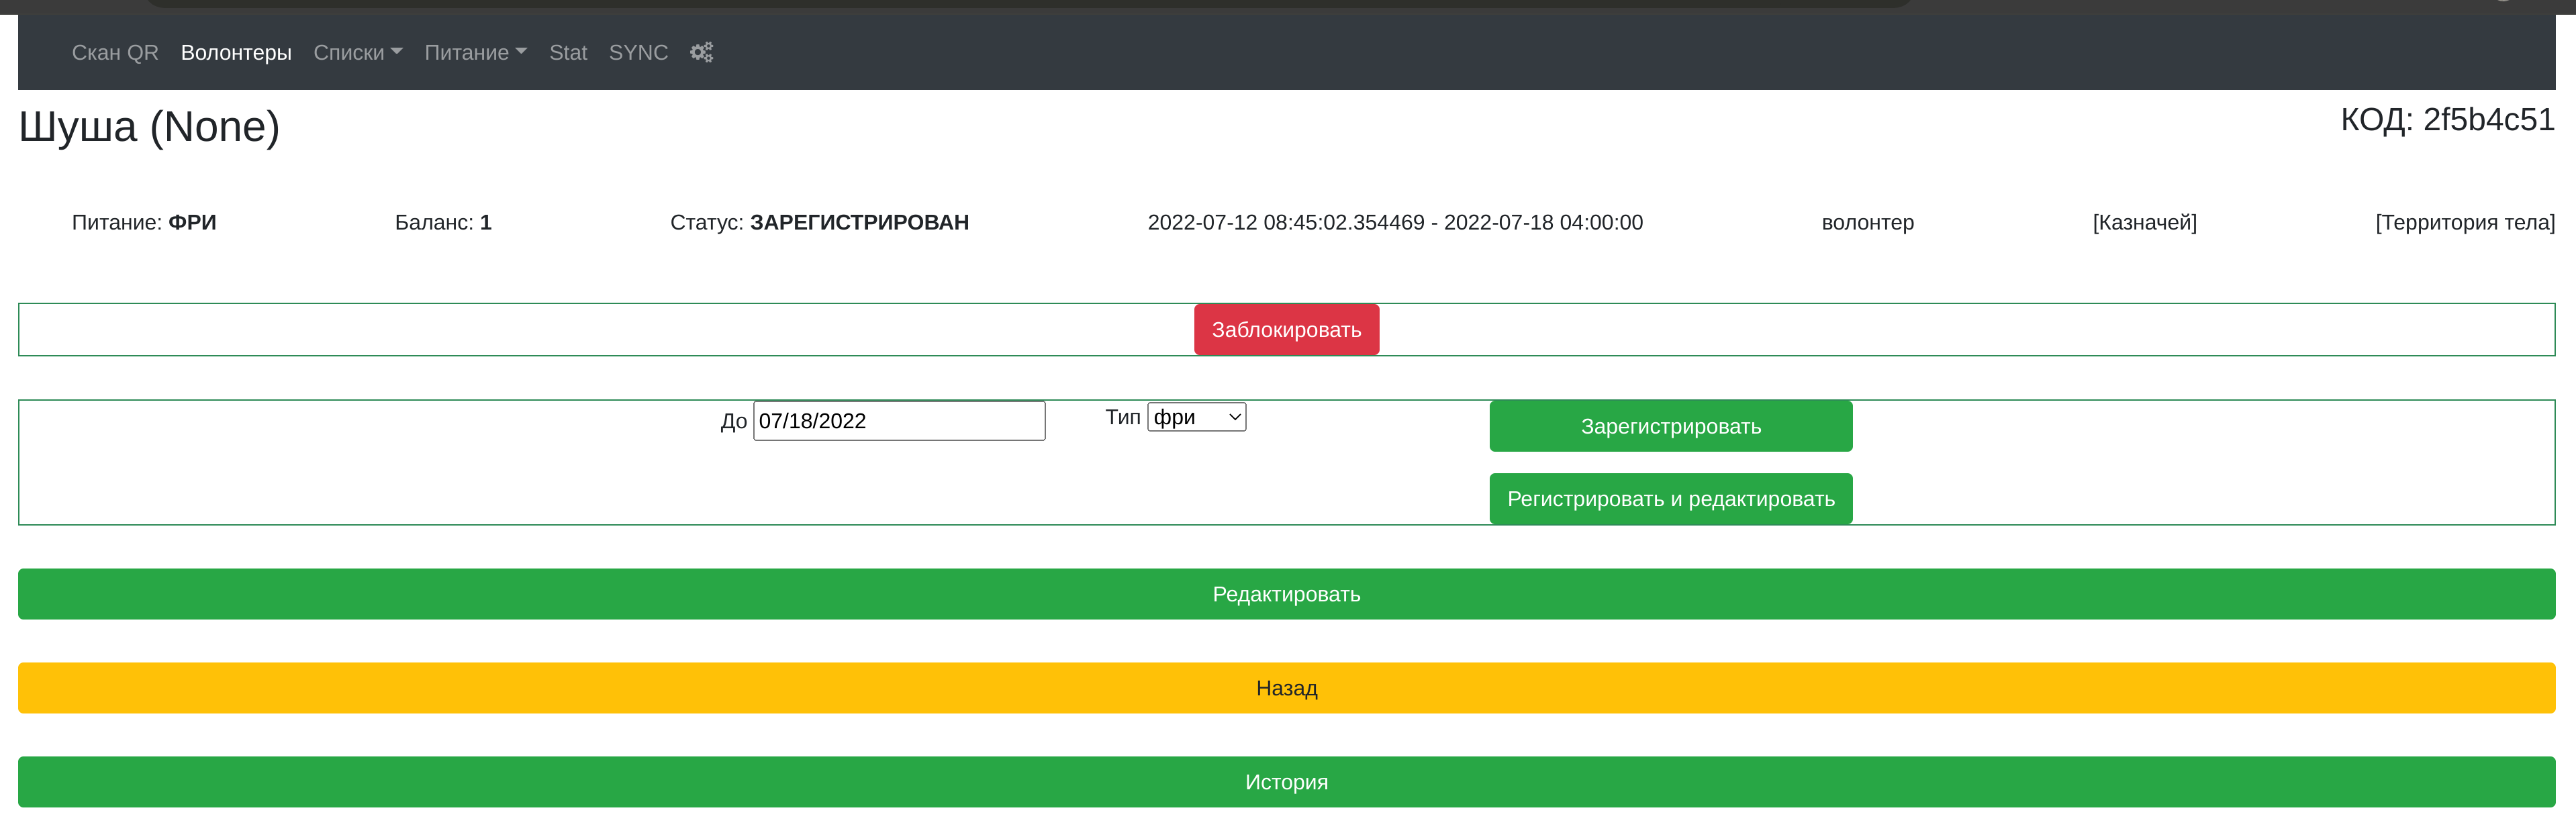 Скан QR Волонтеры Списки Питание Stat SYNC
Шуша (None)
КОД: 2f5b4c51
Питание: ФРИ Баланс: 1 Статус: ЗАРЕГИСТРИРОВАН 2022-07-12 08:45:02.354469 - 2022-07-18 04:00:00 волонтер [Казначей] [Территория тела]
Заблокировать
До 07/18/2022 Тип фри Зарегистрировать
Регистрировать и редактировать
Редактировать
Назад
История